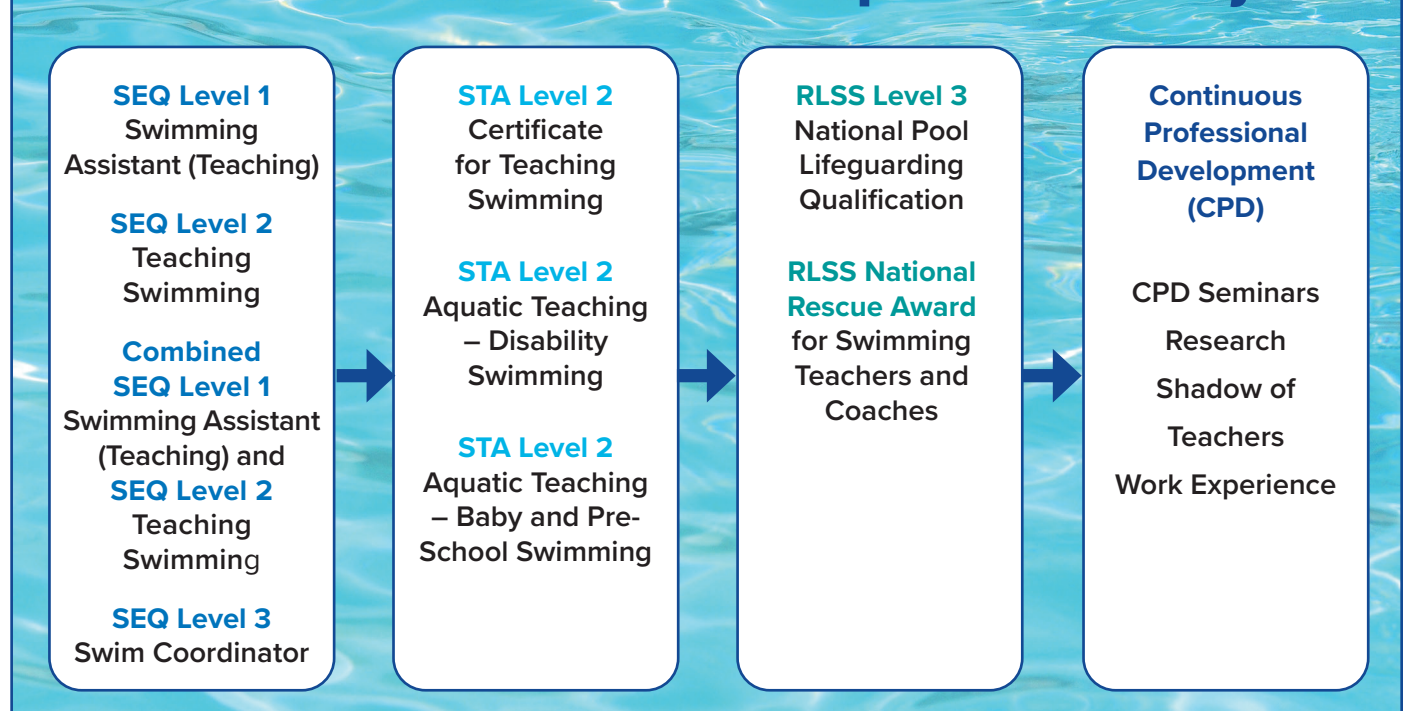 SEQ Level 1
Swimming
Assistant (Teaching)
SEQ Level 2
Teaching
Swimming
Combined
SEQ Level 1
Swimming Assistant
(Teaching) and
SEQ Level 2
Teaching
Swimming
SEQ Level 3
Swim Coordinator
STA Level 2
Certificate
for Teaching
Swimming
STA Level 2
Aquatic Teaching
– Disability
Swimming
STA Level 2
Aquatic Teaching
– Baby and Pre-
School Swimming
RLSS Level 3
National Pool
Lifeguarding
Qualification
RLSS National
Rescue Award
for Swimming
Teachers and
Coaches
Continuous
Professional
Development
(CPD)
CPD Seminars
Research
Shadow of
Teachers
Work Experience